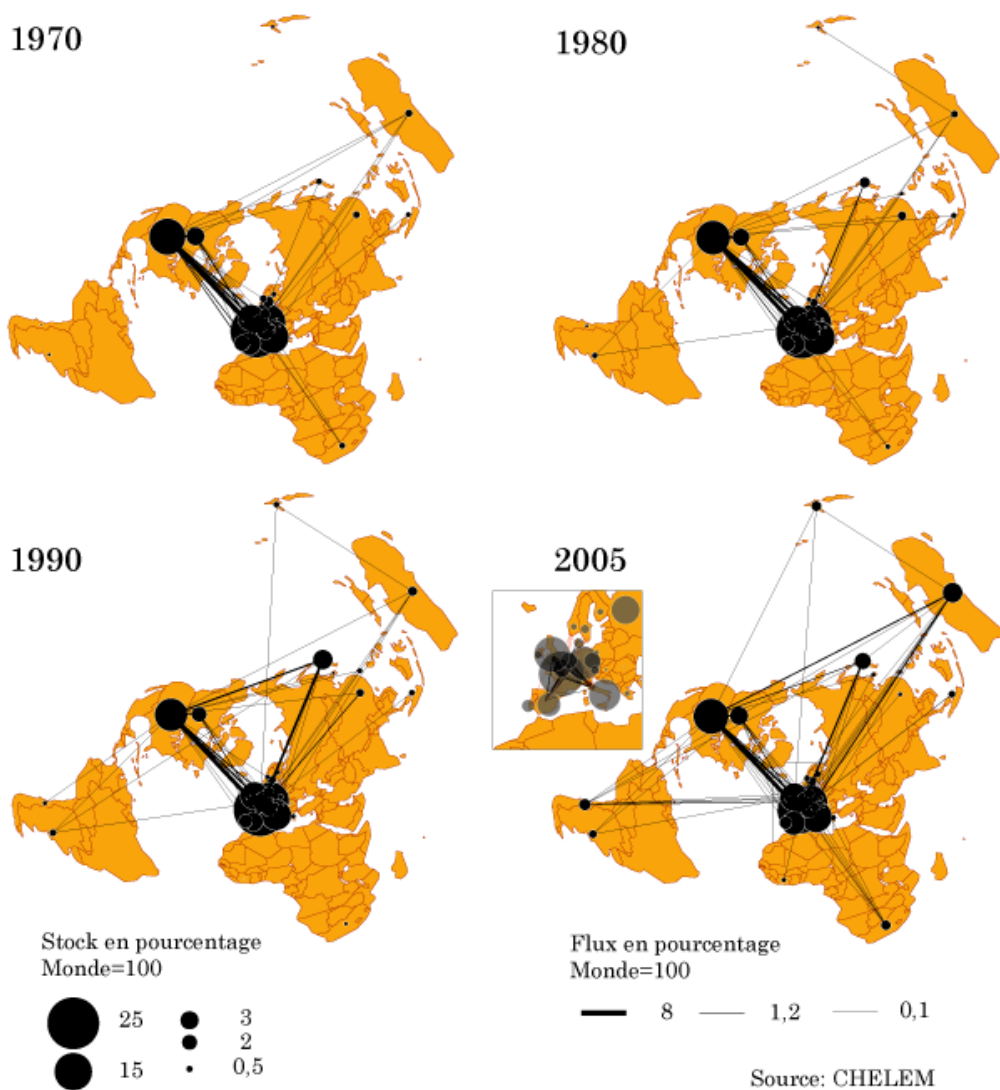 1970
1980
1990
2005
Stock en pourcentage
Monde=100
25
3
2
15
0,5
Flux en pourcentage
Monde=100
8
1,2
0,1
Source: CHELEM